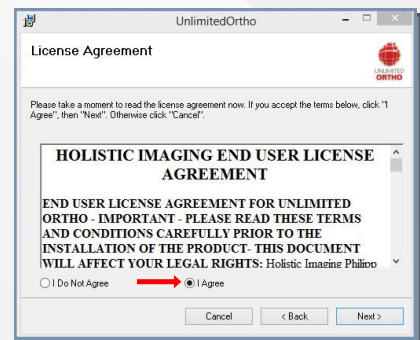 UnlimitedOrtho
License Agreement
UNLIMITED
ORTHO
Please take a moment to read the license agreement now. If you accept the terms below, click "I
Agree", then "Next". Otherwise click "Cancel".
HOLISTIC IMAGING END USER LICENSE
AGREEMENT
END USER LICENSE AGREEMENT FOR UNLIMITED
ORTHO - IMPORTANT - PLEASE READ THESE TERMS
AND CONDITIONS CAREFULLY PRIOR TO THE
INSTALLATION OF THE PRODUCT- THIS DOCUMENT
WILL AFFECT YOUR LEGAL RIGHTS: Holistic Imaging Philipp
I Do Not Agree
I Agree
Cancel
< Back
Next >